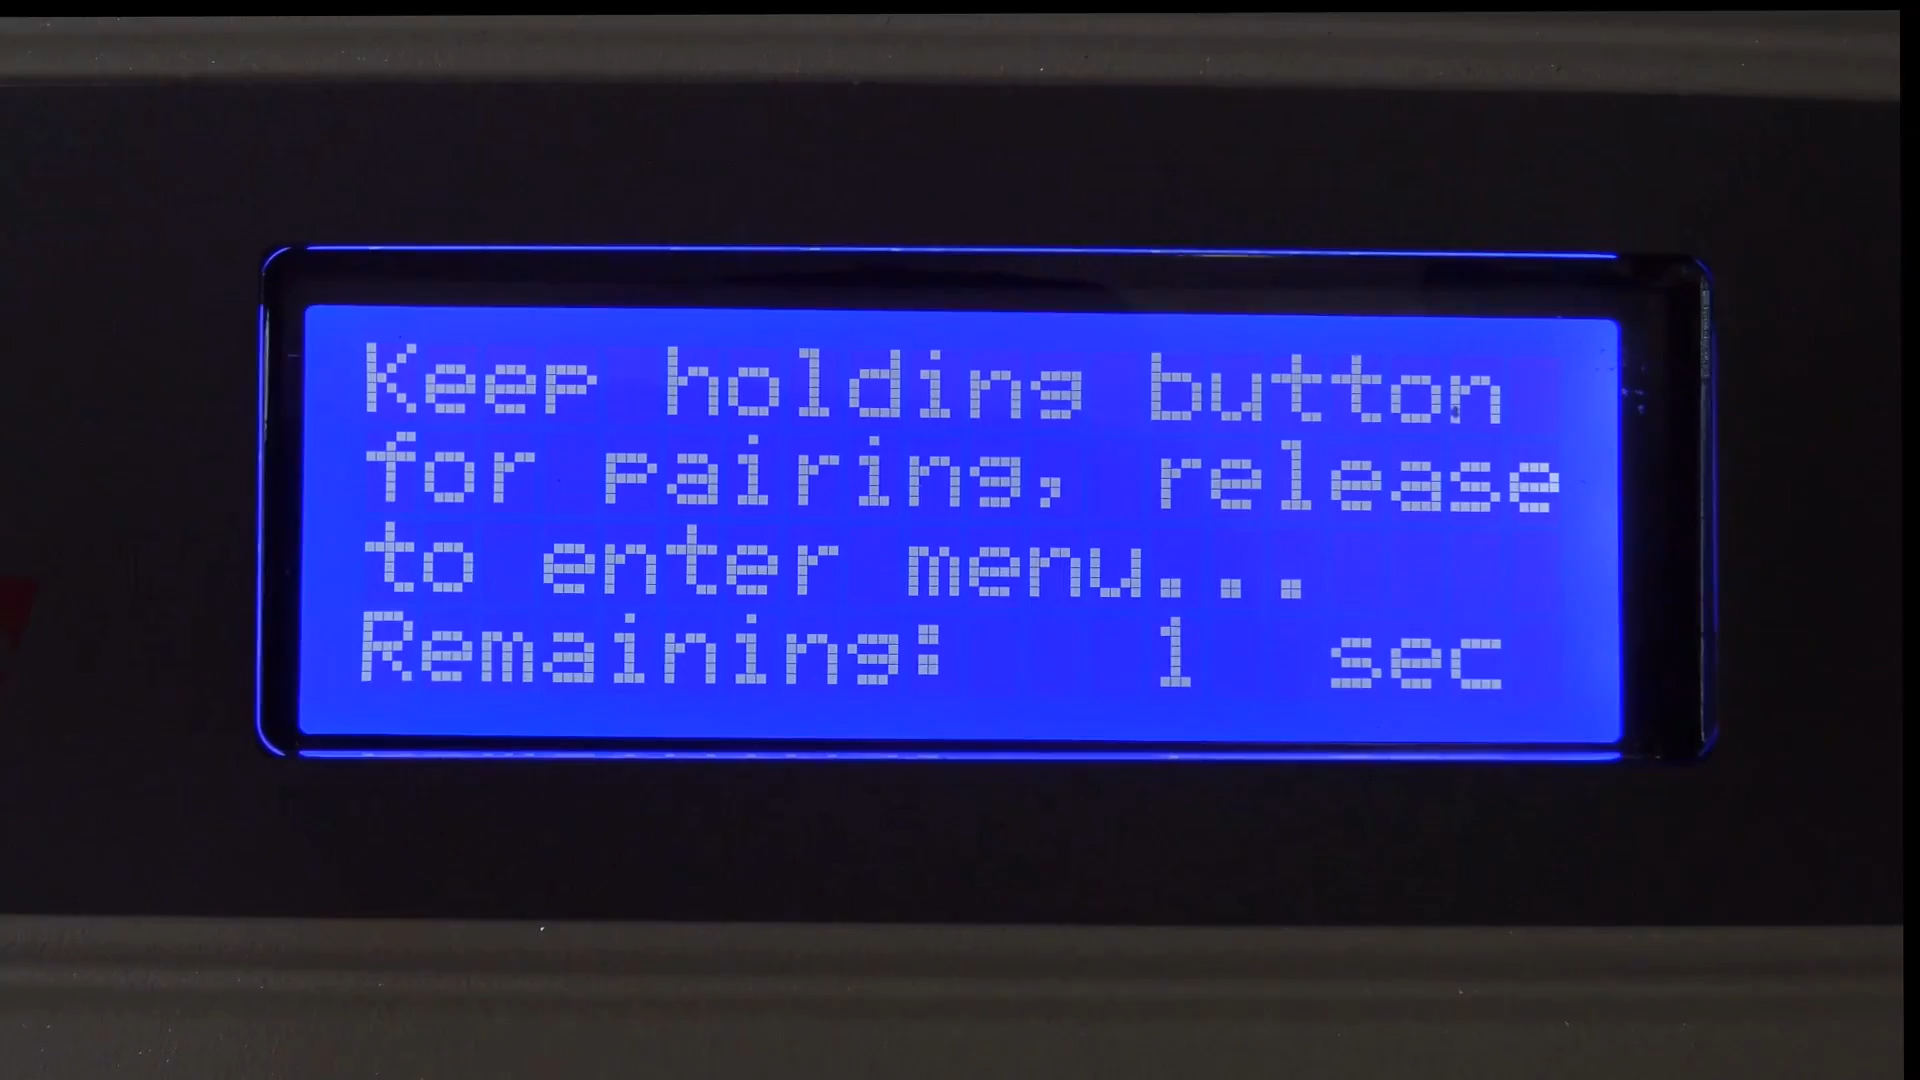 Keep holding button
for pairing, release
to enter menu...
Remaining: 1 sec